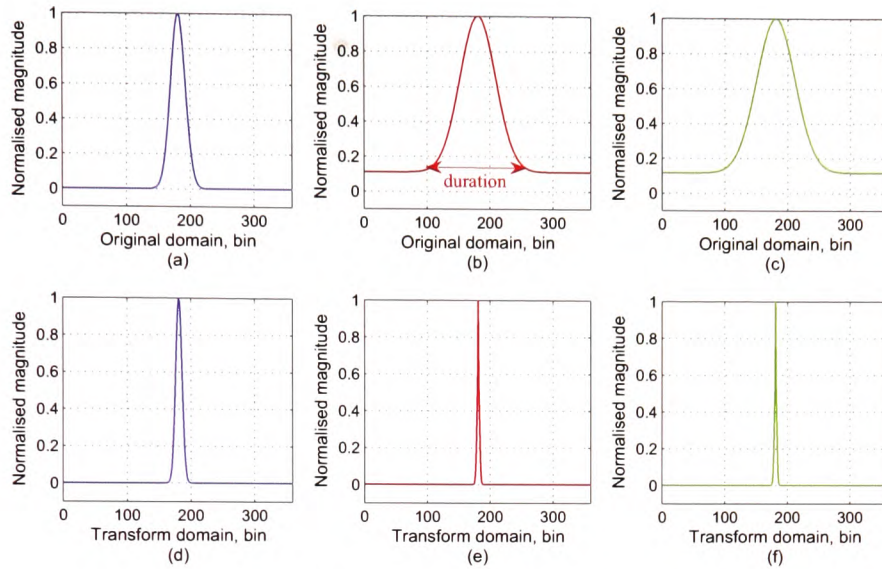 1
0.8
0.6
0.4
0.2
0
Normalised magnitude
0 100 200 300
Original domain, bin
(a)
1
0.8
0.6
0.4
0.2
0
Normalised magnitude
duration
0 100 200 300
Original domain, bin
(b)
1
0.8
0.6
0.4
0.2
0
Normalised magnitude
0 100 200 300
Original domain, bin
(c)
1
0.8
0.6
0.4
0.2
0
Normalised magnitude
0 100 200 300
Transform domain, bin
(d)
1
0.8
0.6
0.4
0.2
0
Normalised magnitude
0 100 200 300
Transform domain, bin
(e)
1
0.8
0.6
0.4
0.2
0
Normalised magnitude
0 100 200 300
Transform domain, bin
(f)